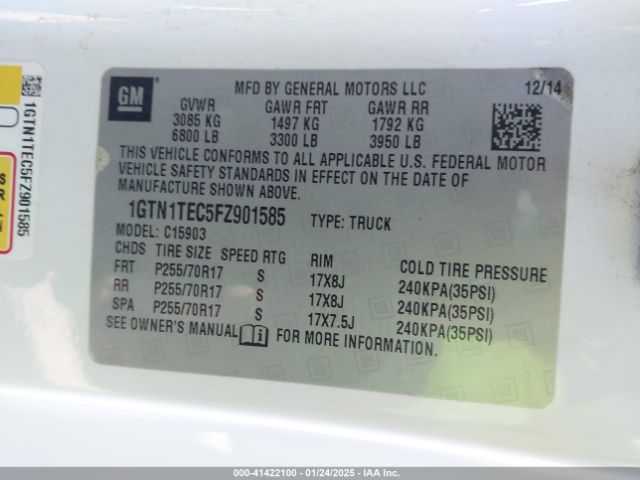 GM
MFD BY GENERAL MOTORS LLC 12/14
GVWR GAWR FRT GAWR RR
3085 KG 1497 KG 1792 KG
6800 LB 3300 LB 3950 LB
THIS VEHICLE CONFORMS TO ALL APPLICABLE U.S. FEDERAL MOTOR
VEHICLE SAFETY STANDARDS IN EFFECT ON THE DATE OF
MANUFACTURE SHOWN ABOVE.
1GTN1TEC5FZ901585 TYPE: TRUCK
MODEL: C15903
CHDS TIRE SIZE SPEED RTG RIM COLD TIRE PRESSURE
FRT P255/70R17 S 17X8J 240KPA(35PSI)
RR P255/70R17 S 17X8J 240KPA(35PSI)
SPA P255/70R17 S 17X7.5J 240KPA(35PSI)
SEE OWNER'S MANUAL i FOR MORE INFORMATION.
1GTN1TEC5FZ901585
000-41422100 - 01/24/2025 - IAA Inc.